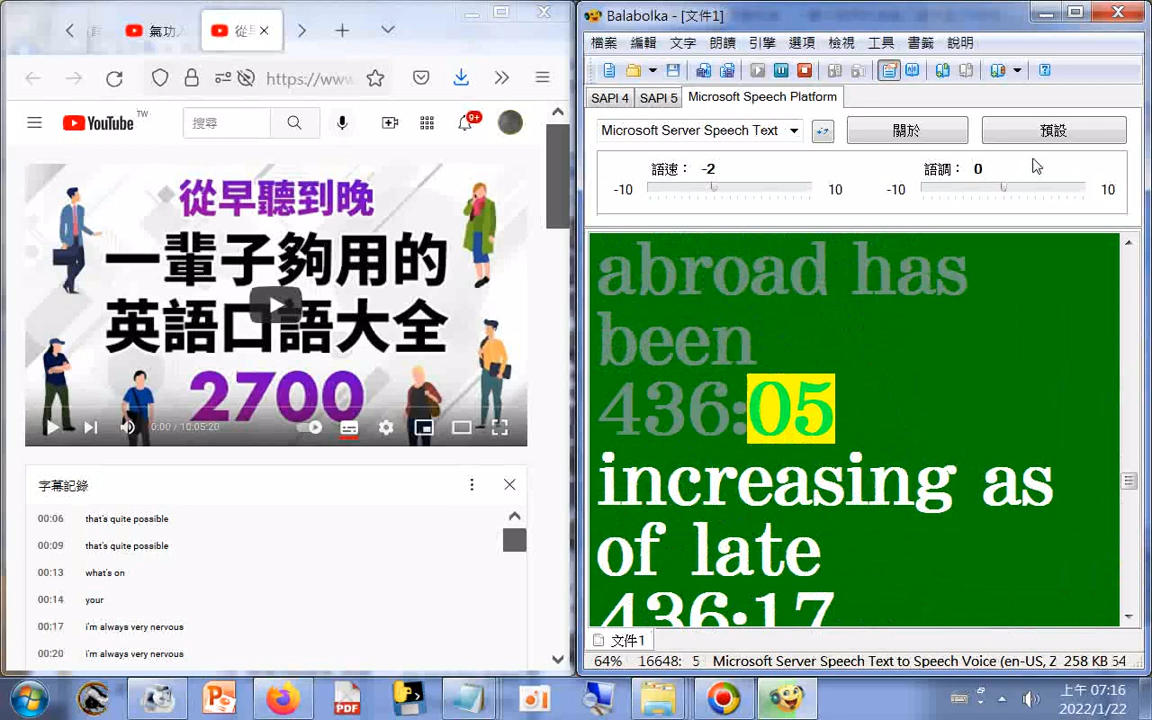 氣功
從
https://www
YouTube TW
搜尋
9+
從早聽到晚
一輩子夠用的
英語口語大全
2700
0:00 / 10:05:20
字幕記錄
00:06 that's quite possible
00:09 that's quite possible
00:13 what's on
00:14 your
00:17 i'm always very nervous
00:20 i'm always very nervous
Balabolka - [文件1]
檔案 編輯 文字 朗讀 引擎 選項 檢視 工具 書籤 說明
SAPI 4 SAPI 5 Microsoft Speech Platform
Microsoft Server Speech Text 關於 預設
語速： -2 語調： 0
-10 10 -10 10
abroad has
been
436:05
increasing as
of late
436:17
文件1
64% 16648: 5 Microsoft Server Speech Text to Speech Voice (en-US, Z 258 KB 54
PDF
上午 07:16
2022/1/22